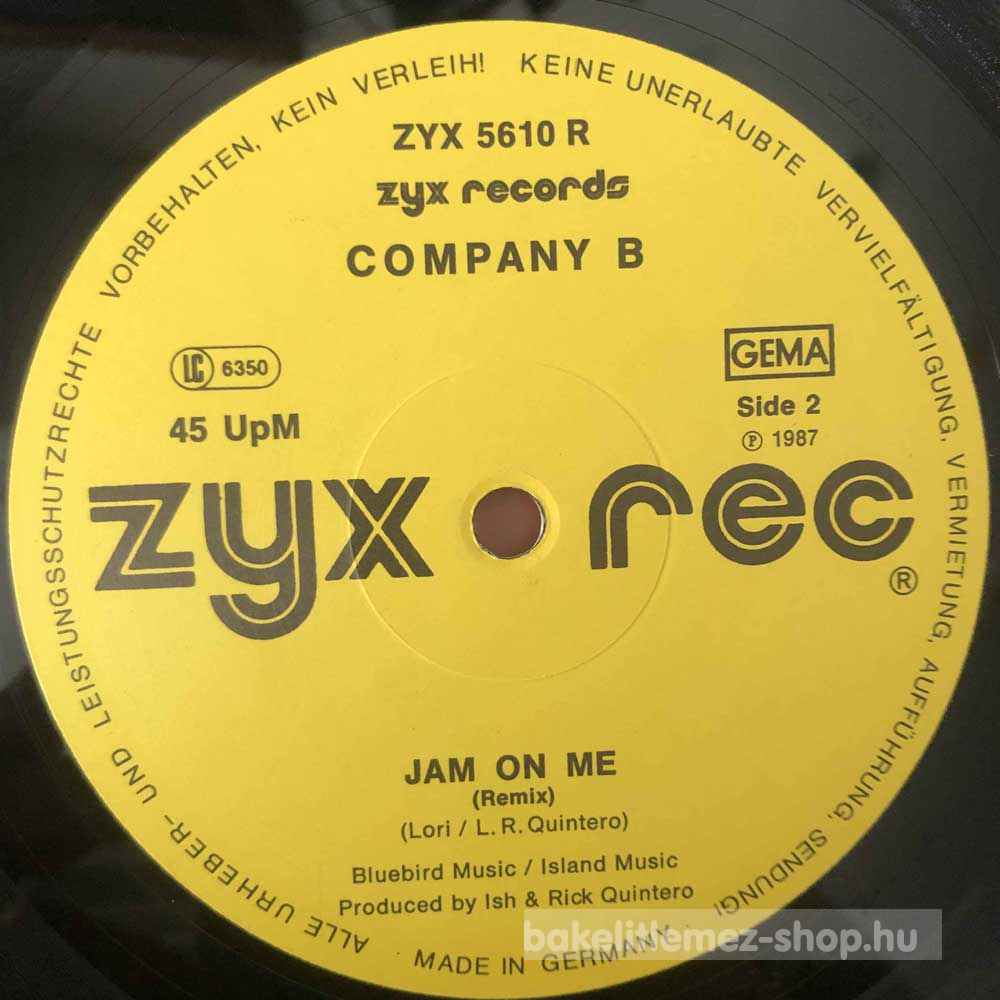 ALLE URHEBER- UND LEISTUNGSSCHUTZRECHTE VORBEHALTEN, KEIN VERLEIH! KEINE UNERLAUBTE VERVIELFÄLTIGUNG, VERMIETUNG, AUFFÜHRUNG, SENDUNG!
ZYX 5610 R
zyx records
COMPANY B
LC 6350
GEMA
45 UpM
Side 2
℗ 1987
zyx rec ®
JAM ON ME
(Remix)
(Lori / L. R. Quintero)
Bluebird Music / Island Music
Produced by Ish & Rick Quintero
· MADE IN GERMANY ·
bakelitlemez-shop.hu